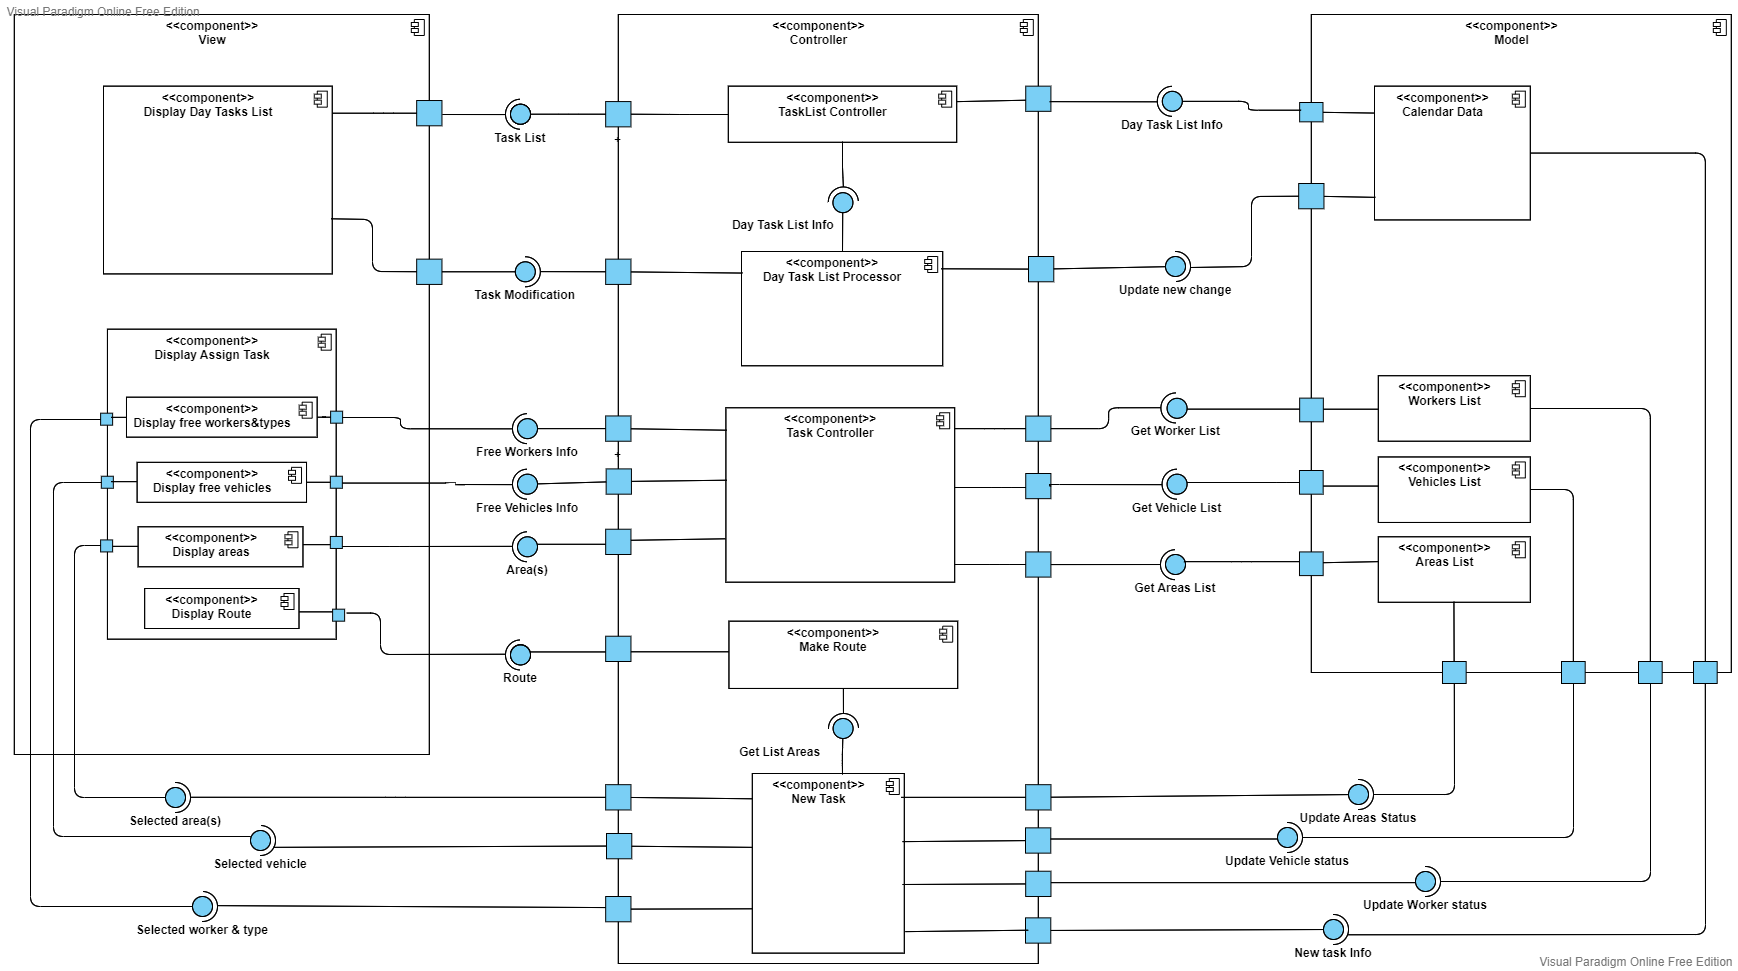 Visual Paradigm Online Free Edition
<<component>>
View
<<component>>
Controller
<<component>>
Model
<<component>>
Display Day Tasks List
<<component>>
TaskList Controller
<<component>>
Calendar Data
Task List
Day Task List Info
Day Task List Info
<<component>>
Day Task List Processor
Task Modification
Update new change
<<component>>
Display Assign Task
<<component>>
Display free workers&types
<<component>>
Display free vehicles
<<component>>
Display areas
<<component>>
Display Route
Free Workers Info
Free Vehicles Info
Area(s)
Route
<<component>>
Task Controller
Get Worker List
Get Vehicle List
Get Areas List
<<component>>
Workers List
<<component>>
Vehicles List
<<component>>
Areas List
<<component>>
Make Route
Get List Areas
<<component>>
New Task
Selected area(s)
Selected vehicle
Selected worker & type
Update Areas Status
Update Vehicle status
Update Worker status
New task Info
Visual Paradigm Online Free Edition